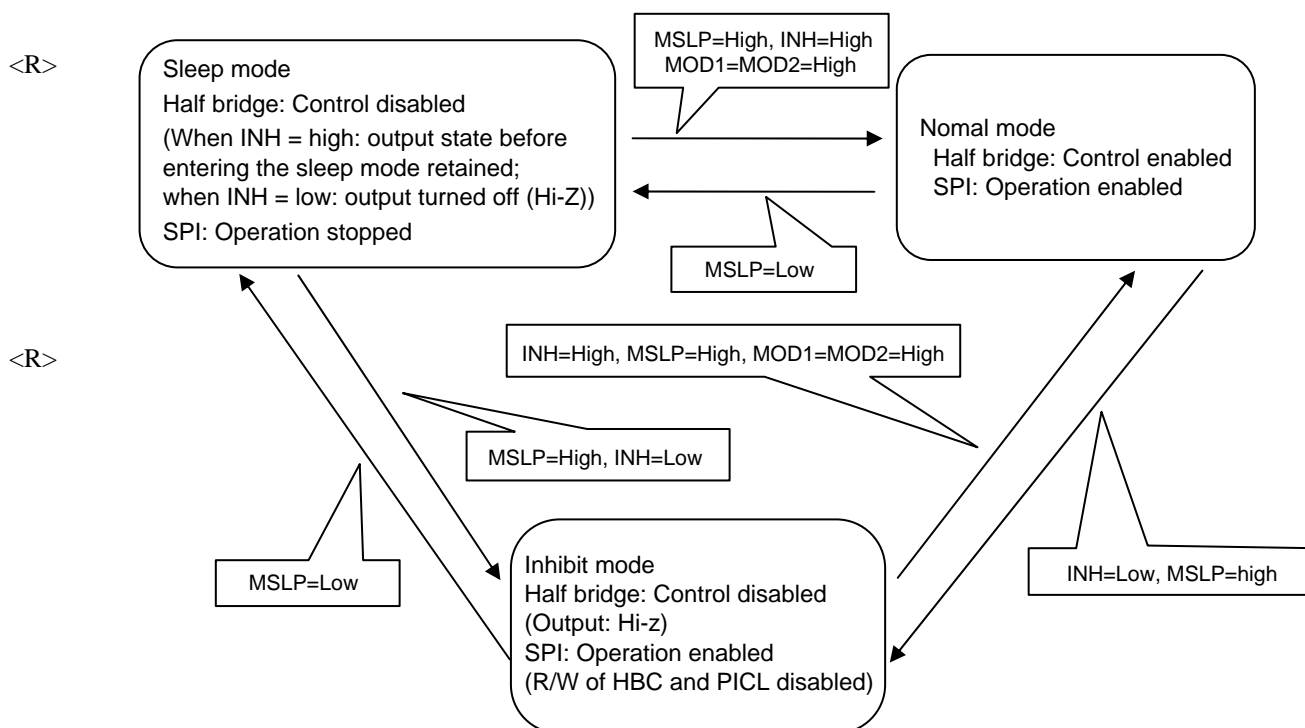 <R>
Sleep mode
Half bridge: Control disabled
(When INH = high: output state before
entering the sleep mode retained;
when INH = low: output turned off (Hi-Z))
SPI: Operation stopped
MSLP=High, INH=High
MOD1=MOD2=High
Nomal mode
Half bridge: Control enabled
SPI: Operation enabled
MSLP=Low
<R>
INH=High, MSLP=High, MOD1=MOD2=High
MSLP=High, INH=Low
MSLP=Low
Inhibit mode
Half bridge: Control disabled
(Output: Hi-z)
SPI: Operation enabled
(R/W of HBC and PICL disabled)
INH=Low, MSLP=high